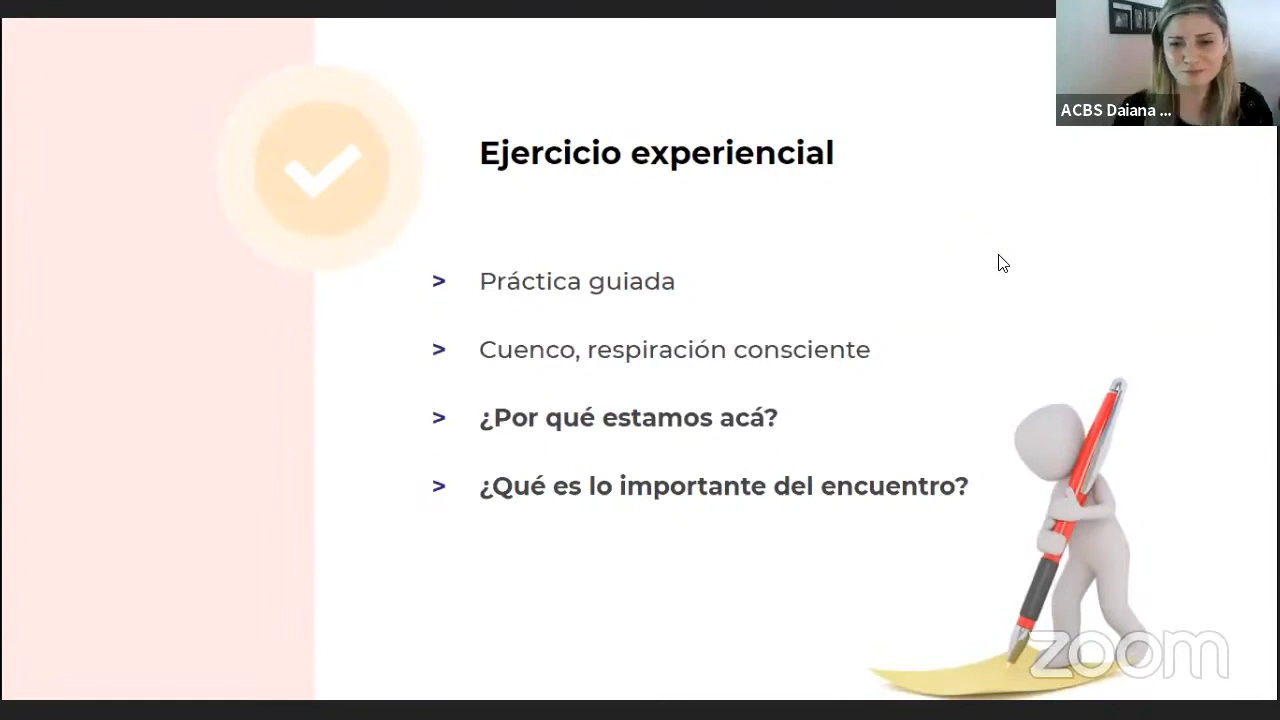 ACBS Daiana ...
Ejercicio experiencial
> Práctica guiada
> Cuenco, respiración consciente
> ¿Por qué estamos acá?
> ¿Qué es lo importante del encuentro?
zoom